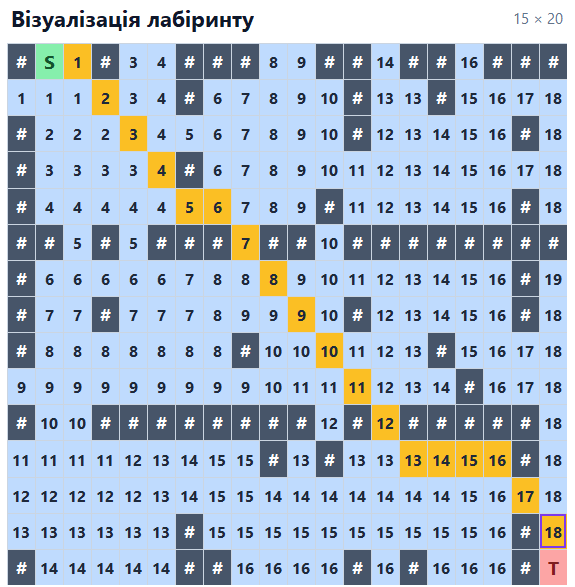 Візуалізація лабіринту 15 × 20
# S 1 # 3 4 # # # 8 9 # # 14 # # 16 # # #
1 1 1 2 3 4 # 6 7 8 9 10 # 13 13 # 15 16 17 18
# 2 2 2 3 4 5 6 7 8 9 10 # 12 13 14 15 16 # 18
# 3 3 3 3 4 # 6 7 8 9 10 11 12 13 14 15 16 17 18
# 4 4 4 4 4 5 6 7 8 9 # 11 12 13 14 15 16 # 18
# # 5 # 5 # # # 7 # # 10 # # # # # # # #
# 6 6 6 6 6 7 8 8 8 9 10 11 12 13 14 15 16 # 19
# 7 7 # 7 7 7 8 9 9 9 10 # 12 13 14 15 16 # 18
# 8 8 8 8 8 8 8 # 10 10 10 11 12 13 # 15 16 17 18
9 9 9 9 9 9 9 9 9 10 11 11 11 12 13 14 # 16 17 18
# 10 10 # # # # # # # # 12 # 12 # # # # # 18
11 11 11 11 12 13 14 15 15 # 13 # 13 13 13 14 15 16 # 18
12 12 12 12 12 13 14 15 15 14 14 14 14 14 14 14 15 16 17 18
13 13 13 13 13 13 # 15 15 15 15 15 15 15 15 15 15 16 # 18
# 14 14 14 14 14 # # 16 16 16 16 # 16 # 16 16 16 # T